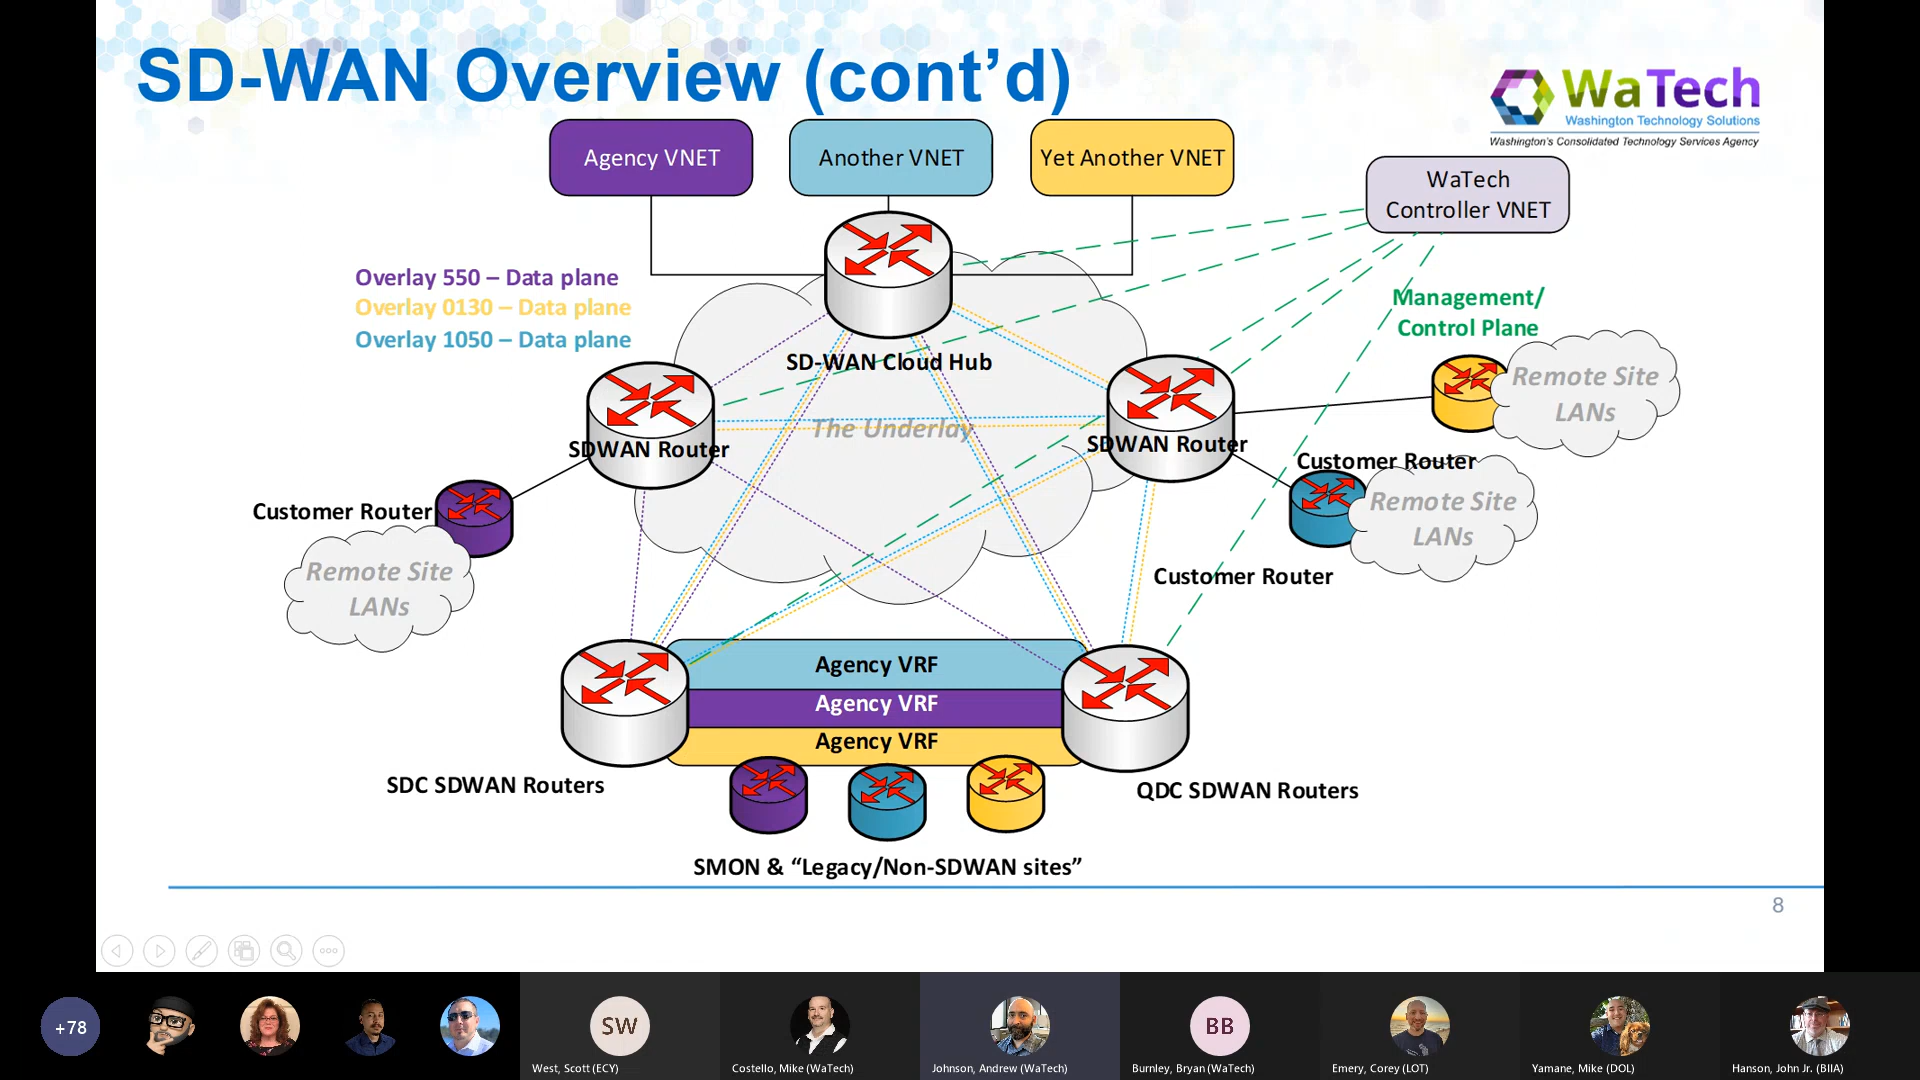 SD-WAN Overview (cont’d)
WaTech
Washington Technology Solutions
Washington's Consolidated Technology Services Agency
Agency VNET
Another VNET
Yet Another VNET
WaTech
Controller VNET
Overlay 550 – Data plane
Overlay 0130 – Data plane
Overlay 1050 – Data plane
Management/
Control Plane
SD-WAN Cloud Hub
Remote Site
LANs
The Underlay
SDWAN Router
SDWAN Router
Customer Router
Remote Site
LANs
Customer Router
Remote Site
LANs
Customer Router
Agency VRF
Agency VRF
Agency VRF
SDC SDWAN Routers
QDC SDWAN Routers
SMON & “Legacy/Non-SDWAN sites”
8
+78
SW
BB
West, Scott (ECY)
Costello, Mike (WaTech)
Johnson, Andrew (WaTech)
Burnley, Bryan (WaTech)
Emery, Corey (LOT)
Yamane, Mike (DOL)
Hanson, John Jr. (BIIA)